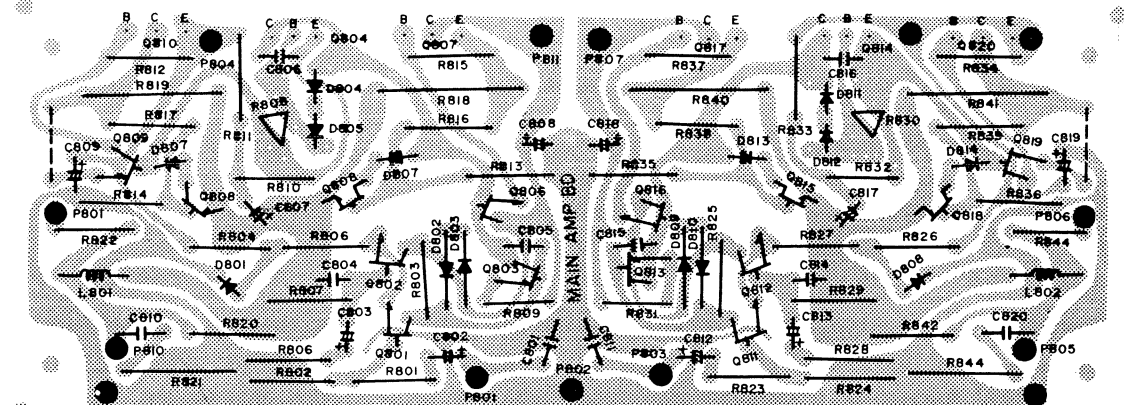 B C E
C B E
B C E
B C E
C B E
B C E
Q810
Q804
Q807
Q817
Q814
Q820
R812
P804
C806
R815
P811
P807
R837
C816
R834
R819
D804
R818
R840
D811
R841
R817
R808
R816
C808
C818
R838
R830
R839
Q809
R811
D805
D813
R833
Q819
C819
C809
D807
D807
R813
R835
D812
R832
D814
R814
R810
Q808
Q806
Q816
Q815
C817
R836
P801
Q808
C807
Q818
P806
R822
R804
R806
D802
D803
C805
MAIN AMP BD
C815
D809
D810
R825
R827
R826
R844
D801
C804
Q802
R803
Q803
Q813
Q812
C814
D808
L801
R807
R809
R831
R829
L802
C810
R820
C803
C802
C801
C811
C812
C813
R842
C820
P810
R806
Q801
P803
Q811
R828
P805
R821
R802
R801
P801
P802
R823
R824
R844